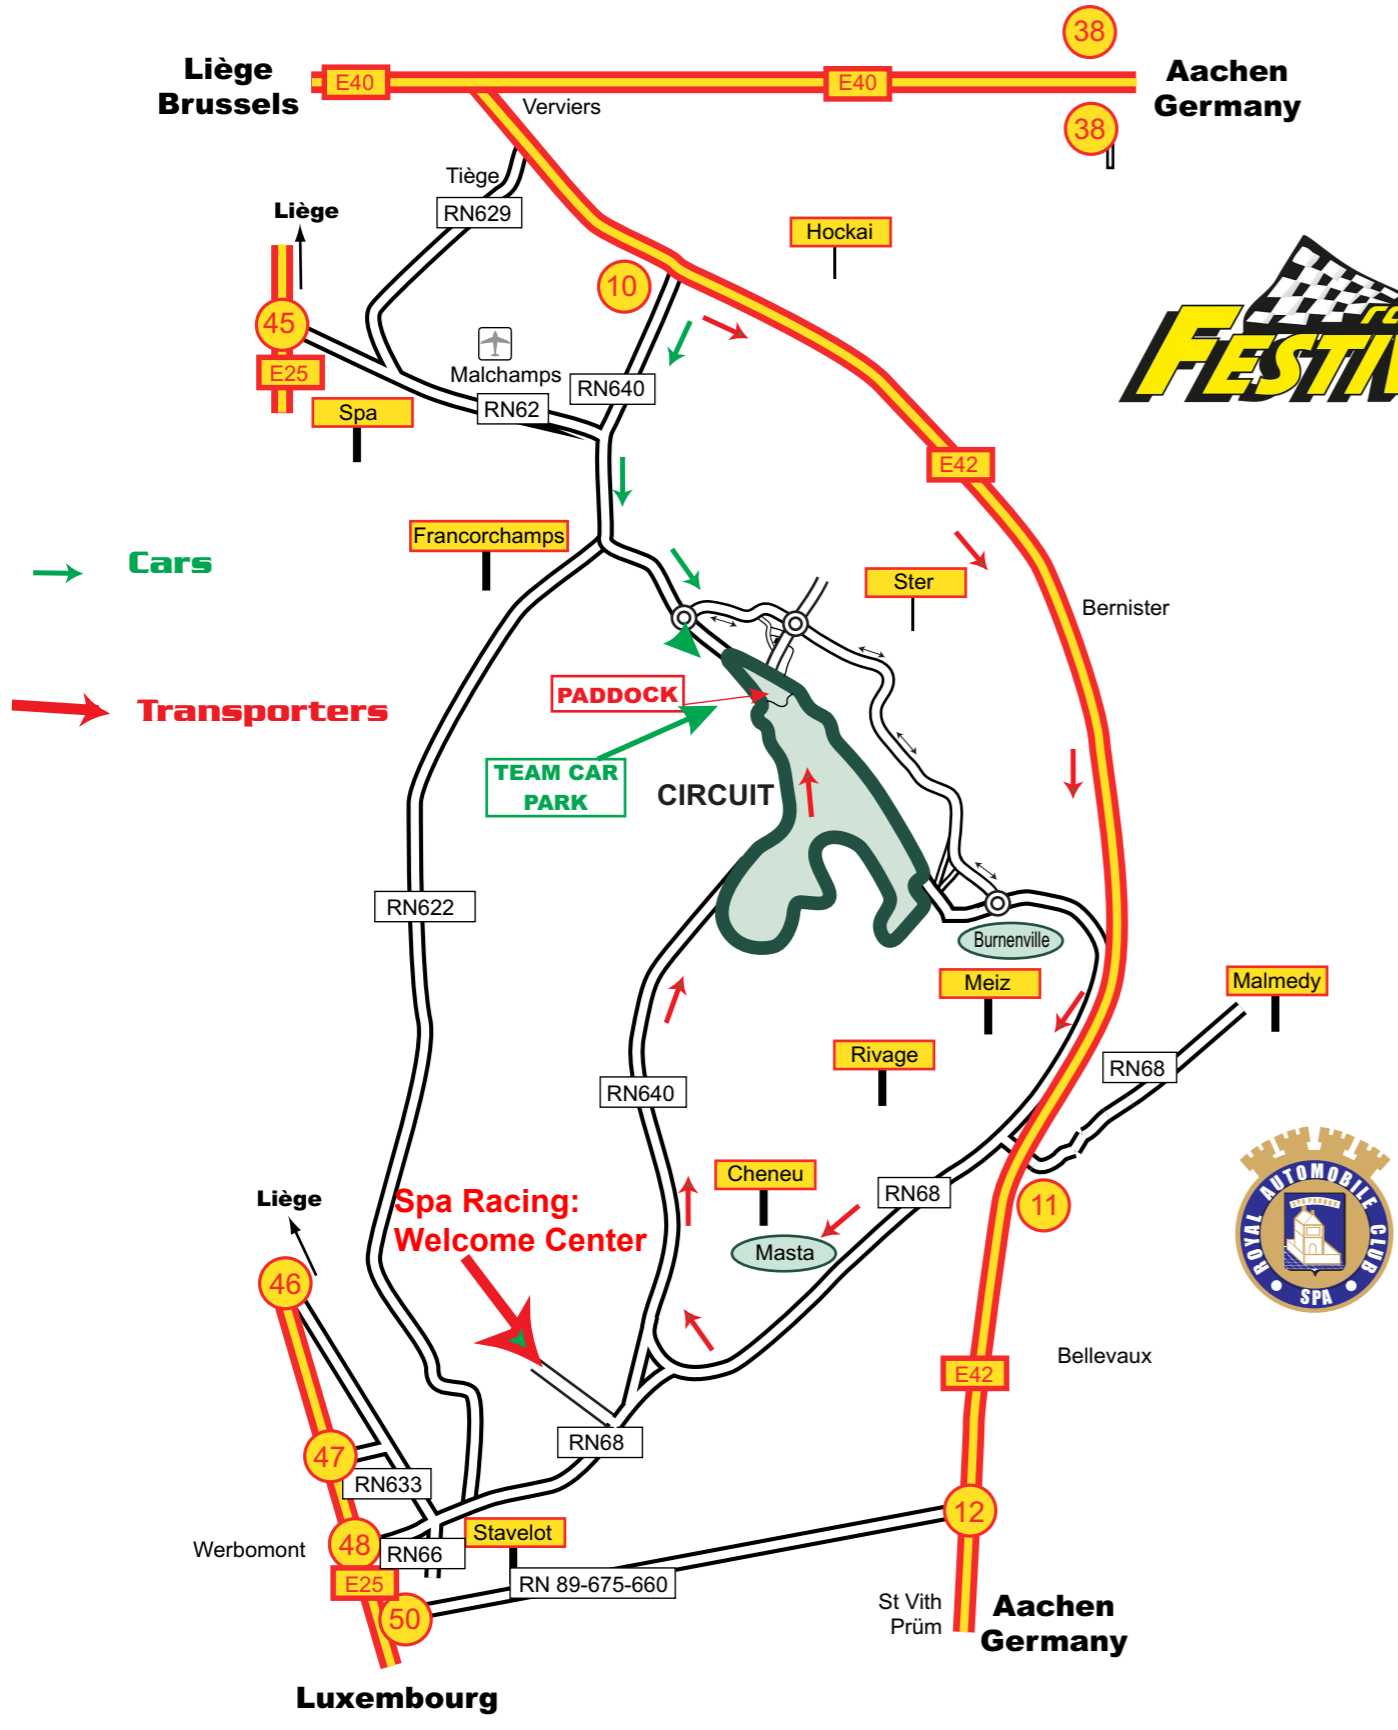 38
Liège
Brussels
E40
E40
Aachen
Germany
Verviers
38
Tiège
RN629
Liège
Hockai
10
45
E25
Malchamps
RN640
RN62
Spa
E42
Francorchamps
Cars
Ster
Bernister
PADDOCK
Transporters
TEAM CAR
PARK
CIRCUIT
RN622
Burnenville
Meiz
Malmedy
Rivage
RN68
RN640
Cheneu
RN68
11
Spa Racing:
Welcome Center
Liège
Masta
46
ROYAL AUTOMOBILE CLUB
SPA
Bellevaux
E42
RN68
47
RN633
12
Stavelot
48
Werbomont
RN66
E25
RN 89-675-660
50
St Vith
Prüm
Aachen
Germany
Luxembourg